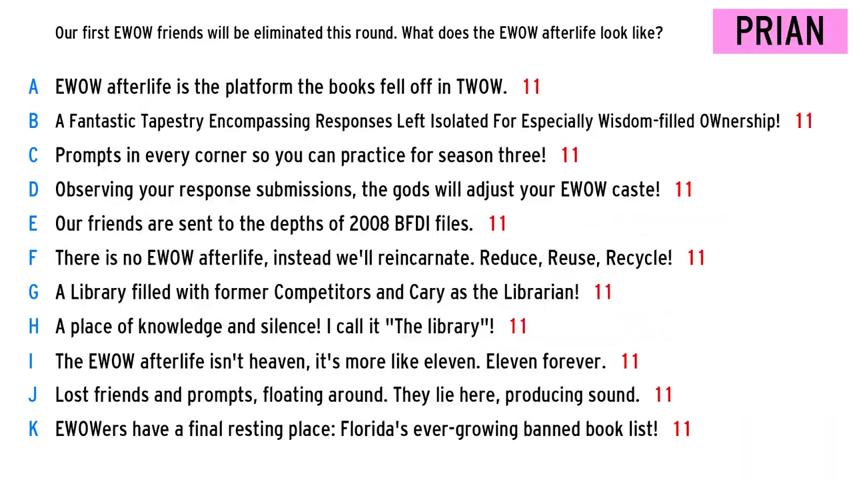 Our first EWOW friends will be eliminated this round. What does the EWOW afterlife look like?
PRIAN
A EWOW afterlife is the platform the books fell off in TWOW. 11
B A Fantastic Tapestry Encompassing Responses Left Isolated For Especially Wisdom-filled OWnership! 11
C Prompts in every corner so you can practice for season three! 11
D Observing your response submissions, the gods will adjust your EWOW caste! 11
E Our friends are sent to the depths of 2008 BFDI files. 11
F There is no EWOW afterlife, instead we'll reincarnate. Reduce, Reuse, Recycle! 11
G A Library filled with former Competitors and Cary as the Librarian! 11
H A place of knowledge and silence! I call it "The library"! 11
I The EWOW afterlife isn't heaven, it's more like eleven. Eleven forever. 11
J Lost friends and prompts, floating around. They lie here, producing sound. 11
K EWOWers have a final resting place: Florida's ever-growing banned book list! 11